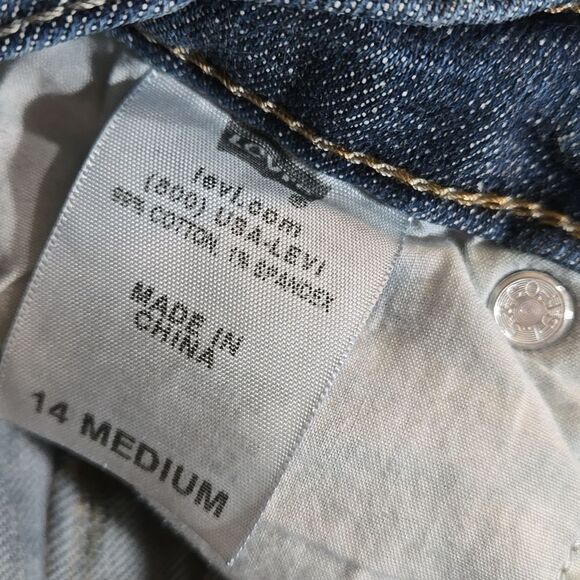 LEVI'S
levi.com
(800) USA-LEVI
99% COTTON, 1% SPANDEX
MADE IN
CHINA
14 MEDIUM